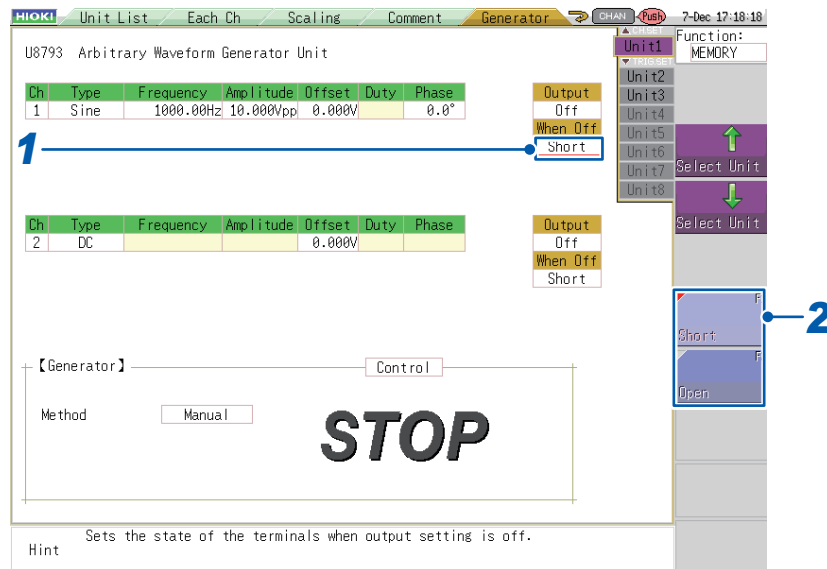 HIOKI Unit List Each Ch Scaling Comment Generator CHAN Push 7-Dec 17:18:18
U8793 Arbitrary Waveform Generator Unit
▲CH.SET
Unit1
▼TRIG.SET
Unit2
Unit3
Unit4
Unit5
Unit6
Unit7
Unit8
Function:
MEMORY
Ch Type Frequency Amplitude Offset Duty Phase
1 Sine 1000.00Hz 10.000Vpp 0.000V 0.0°
Output
Off
When Off
Short
1
Select Unit
Select Unit
Ch Type Frequency Amplitude Offset Duty Phase
2 DC 0.000V
Output
Off
When Off
Short
F
Short
F
Open
2
【Generator】 Control
Method Manual
STOP
Hint Sets the state of the terminals when output setting is off.